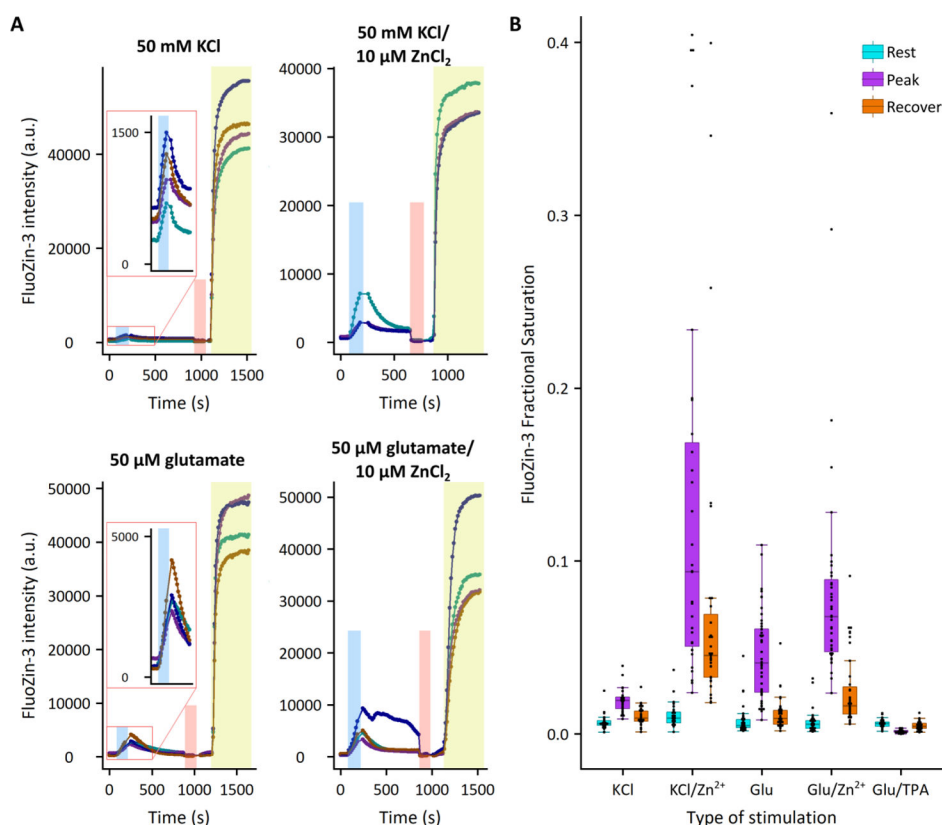 A
50 mM KCl
FluoZin-3 intensity (a.u.)
40000
20000
0
1500
0
0
500
1000
1500
Time (s)
50 mM KCl/
10 µM ZnCl₂
40000
30000
20000
10000
0
0
500
1000
1500
Time (s)
50 µM glutamate
FluoZin-3 intensity (a.u.)
50000
40000
30000
20000
10000
0
5000
0
0
500
1000
1500
Time (s)
50 µM glutamate/
10 µM ZnCl₂
50000
40000
30000
20000
10000
0
0
500
1000
1500
Time (s)
B
FluoZin-3 Fractional Saturation
0.4
0.3
0.2
0.1
0.0
Rest
Peak
Recover
KCl
KCl/Zn²⁺
Glu
Glu/Zn²⁺
Glu/TPA
Type of stimulation